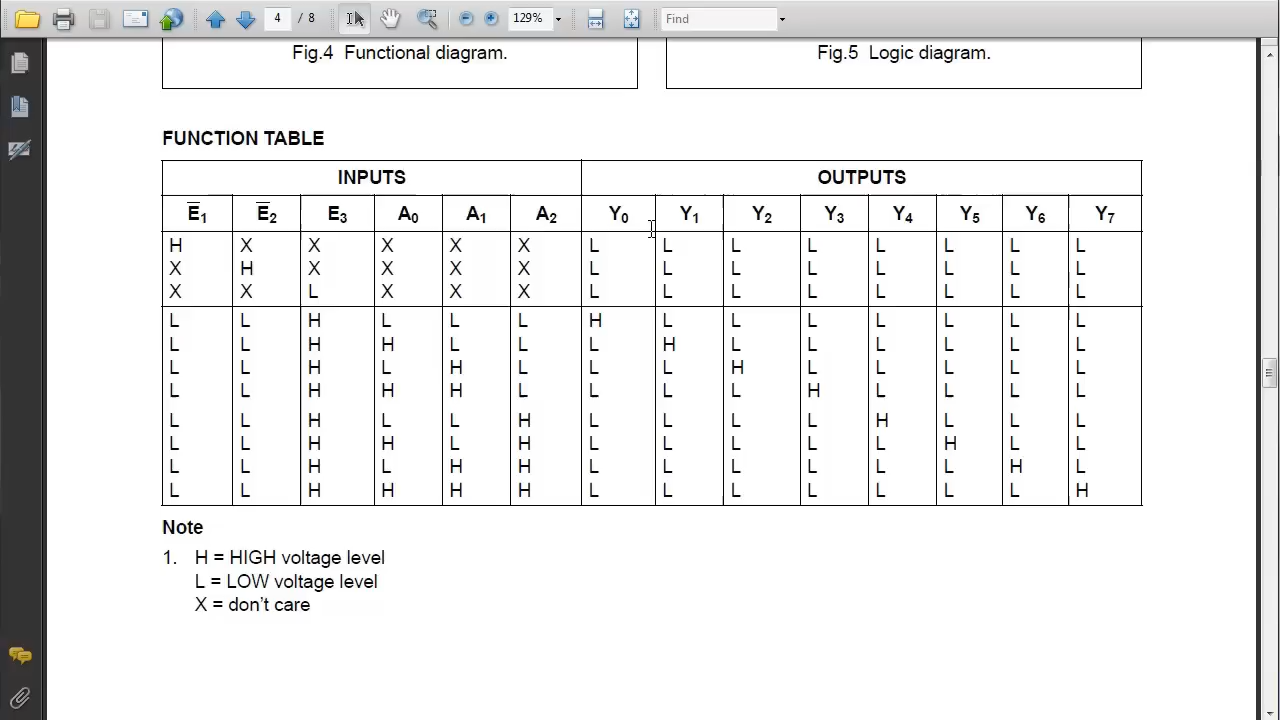 4 / 8 129% Find
Fig.4 Functional diagram. Fig.5 Logic diagram.
FUNCTION TABLE
INPUTS OUTPUTS
E̅1 E̅2 E3 A0 A1 A2 Y0 Y1 Y2 Y3 Y4 Y5 Y6 Y7
H X X X X X L L L L L L L L
X H X X X X L L L L L L L L
X X L X X X L L L L L L L L
L L H L L L H L L L L L L L
L L H H L L L H L L L L L L
L L H L H L L L H L L L L L
L L H H H L L L L H L L L L
L L H L L H L L L L H L L L
L L H H L H L L L L L H L L
L L H L H H L L L L L L H L
L L H H H H L L L L L L L H
Note
1. H = HIGH voltage level
L = LOW voltage level
X = don’t care